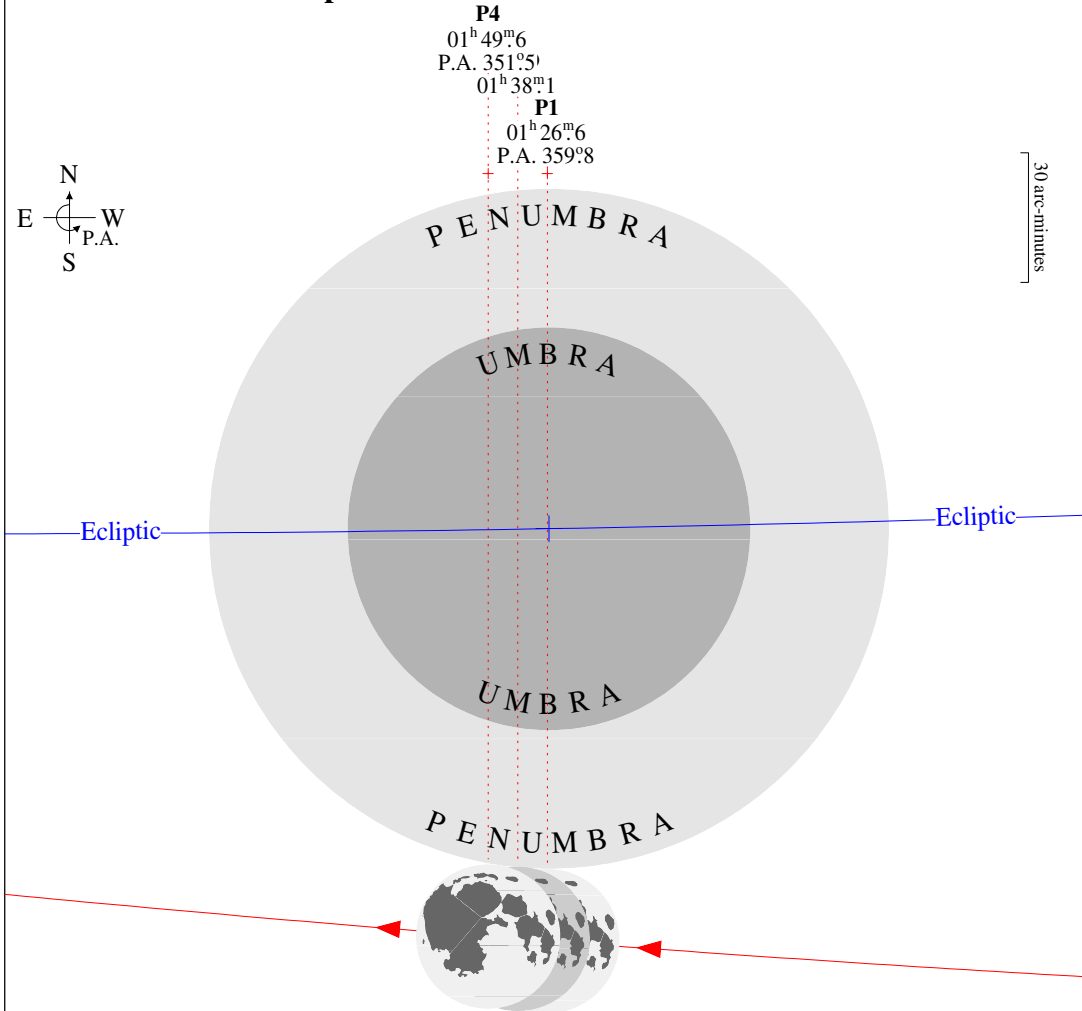 P4
01ʰ 49ᵐ.6
P.A. 351°.5
01ʰ 38ᵐ.1
P1
01ʰ 26ᵐ.6
P.A. 359°.8
N
E W
P.A.
S
30 arc-minutes
PENUMBRA
UMBRA
Ecliptic
Ecliptic
UMBRA
PENUMBRA